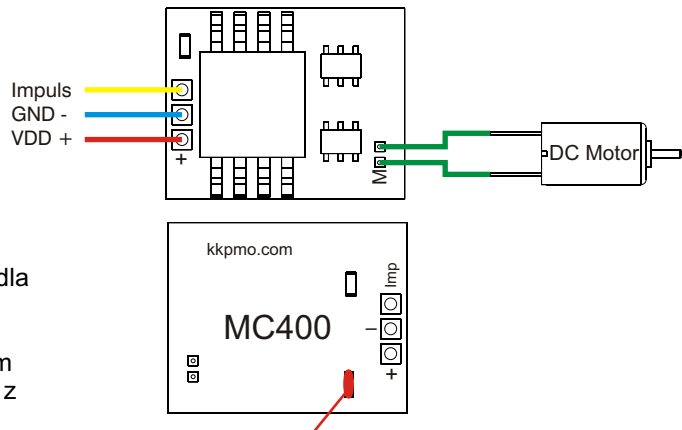 Impuls
GND -
VDD +
+
M
DC Motor
kkpmo.com
Imp
MC400
–
+
dla
m
z